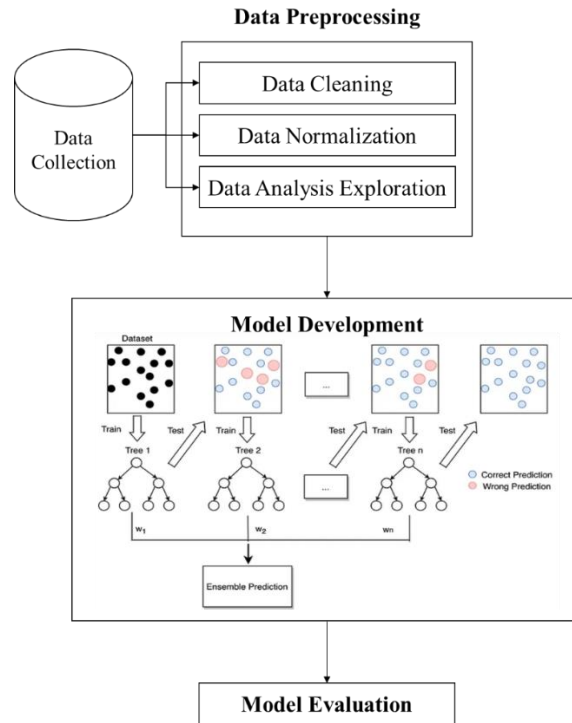 Data Preprocessing
Data
Collection
Data Cleaning
Data Normalization
Data Analysis Exploration
Model Development
Dataset
...
Train
Test
Train
Test
Train
Test
Tree 1
Tree 2
Tree n
...
Correct Prediction
Wrong Prediction
w1
w2
wn
Ensemble Prediction
Model Evaluation